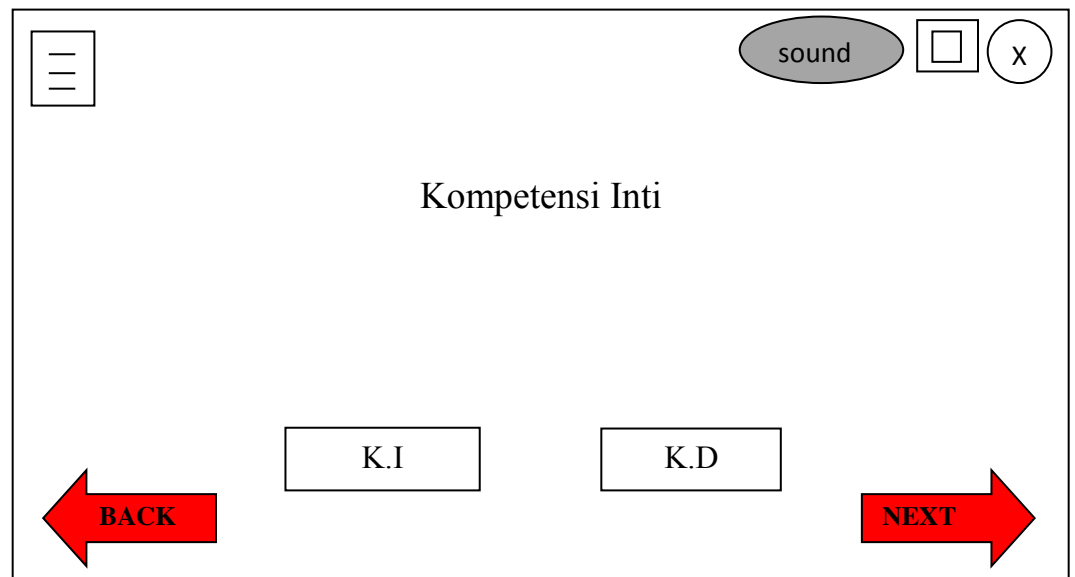 sound
X
Kompetensi Inti
K.I
K.D
BACK
NEXT